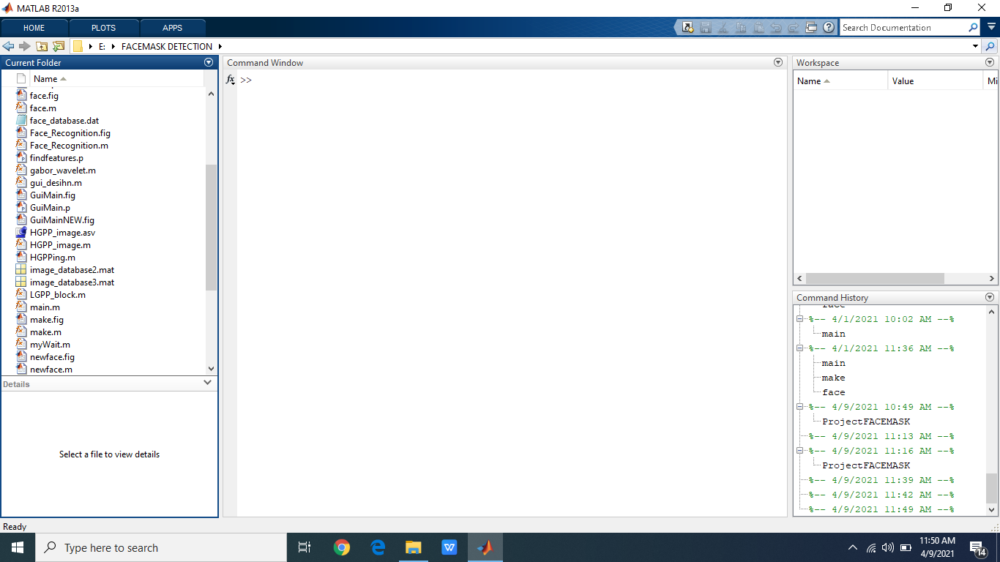 MATLAB R2013a
HOME
PLOTS
APPS
Search Documentation
E:
FACEMASK DETECTION
Current Folder
Name
face.fig
face.m
face_database.dat
Face_Recognition.fig
Face_Recognition.m
findfeatures.p
gabor_wavelet.m
gui_desihn.m
GuiMain.fig
GuiMain.p
GuiMainNEW.fig
HGPP_image.asv
HGPP_image.m
HGPPing.m
image_database2.mat
image_database3.mat
LGPP_block.m
main.m
make.fig
make.m
myWait.m
newface.fig
newface.m
Details
Select a file to view details
Command Window
fx >>
Workspace
Name Value Mi
Command History
face
%-- 4/1/2021 10:02 AM --%
main
%-- 4/1/2021 11:36 AM --%
main
make
face
%-- 4/9/2021 10:49 AM --%
ProjectFACEMASK
%-- 4/9/2021 11:13 AM --%
%-- 4/9/2021 11:16 AM --%
ProjectFACEMASK
%-- 4/9/2021 11:39 AM --%
%-- 4/9/2021 11:42 AM --%
%-- 4/9/2021 11:49 AM --%
Ready
Type here to search
11:50 AM
4/9/2021
14